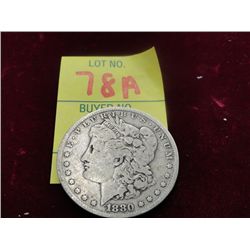 LOT NO.
78A
BUYER NO.
E·PLURIBUS·UNUM
1880